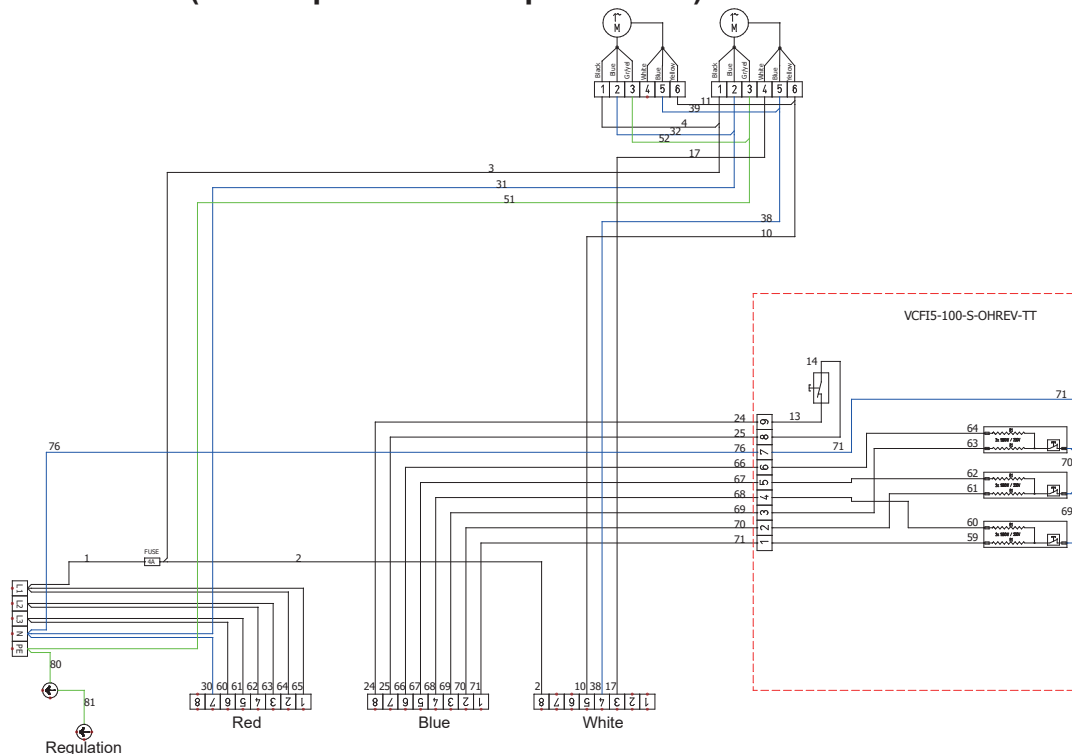 1~ M
1~ M
Black Blue Gr/yel White Blue Yellow
Black Blue Gr/yel White Blue Yellow
1 2 3 4 5 6
1 2 3 4 5 6
11
39
4
32
52
17
3
31
51
38
10
VCFI5-100-S-OHREV-TT
14
71
24 9 13
25 8
76 76 7 71
66 6
67 5
68 4
69 3
70 2
71 1
64
63
70
62
61
69
60
59
FUSE
4A
1 2
L1
L2
L3
N
PE
80
81
30 60 61 62 63 64 65
8 7 6 5 4 3 2 1
Red
24 25 66 67 68 69 70 71
8 7 6 5 4 3 2 1
Blue
2 10 38 17
8 7 6 5 4 3 2 1
White
Regulation